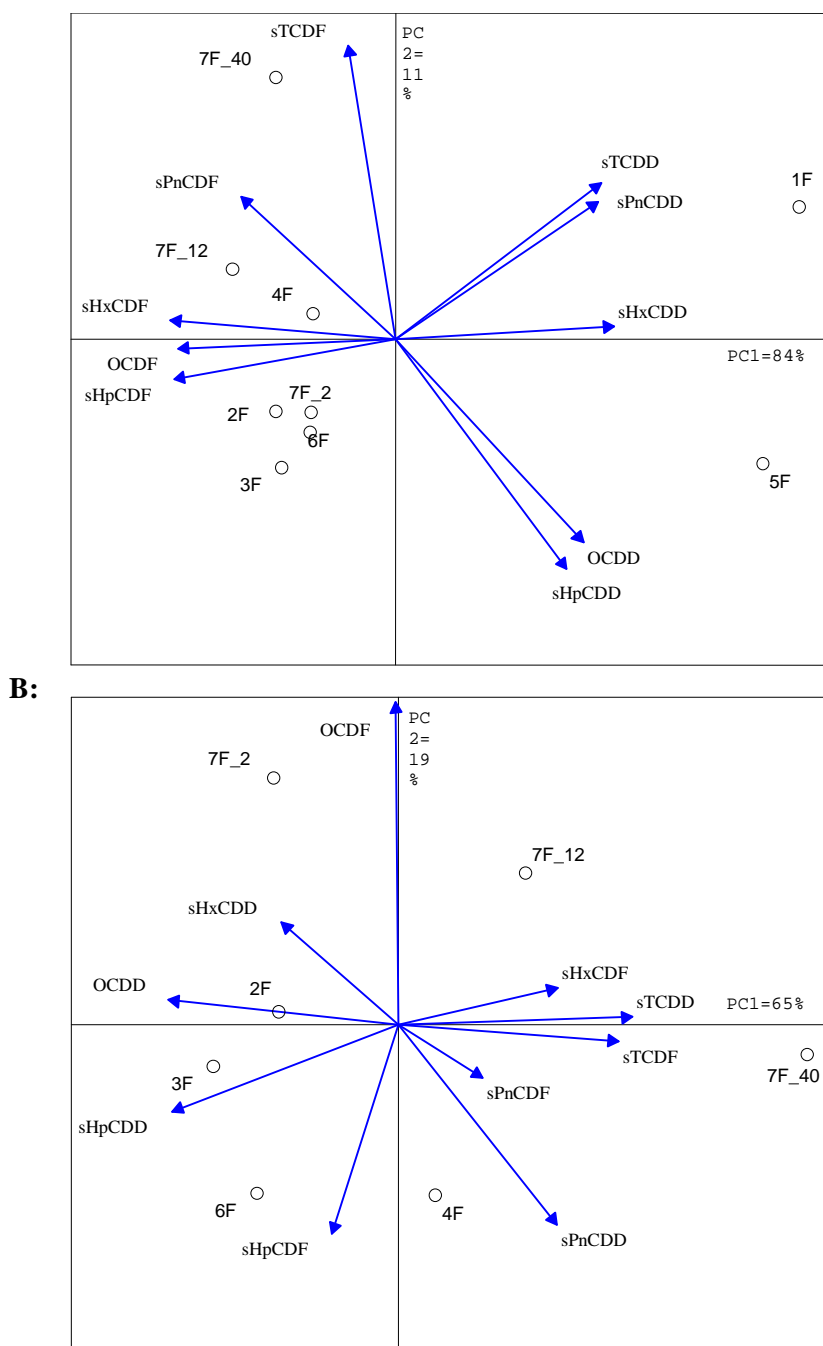 sTCDF
PC
2=
11
%
7F_40
sTCDD
sPnCDF
1F
sPnCDD
7F_12
4F
sHxCDF
sHxCDD
OCDF
PC1=84%
sHpCDF
7F_2
2F
6F
3F
5F
OCDD
sHpCDD
B:
OCDF
PC
2=
19
%
7F_2
7F_12
sHxCDD
sHxCDF
OCDD
2F
sTCDD
PC1=65%
sTCDF
3F
7F_40
sPnCDF
sHpCDD
6F
4F
sHpCDF
sPnCDD